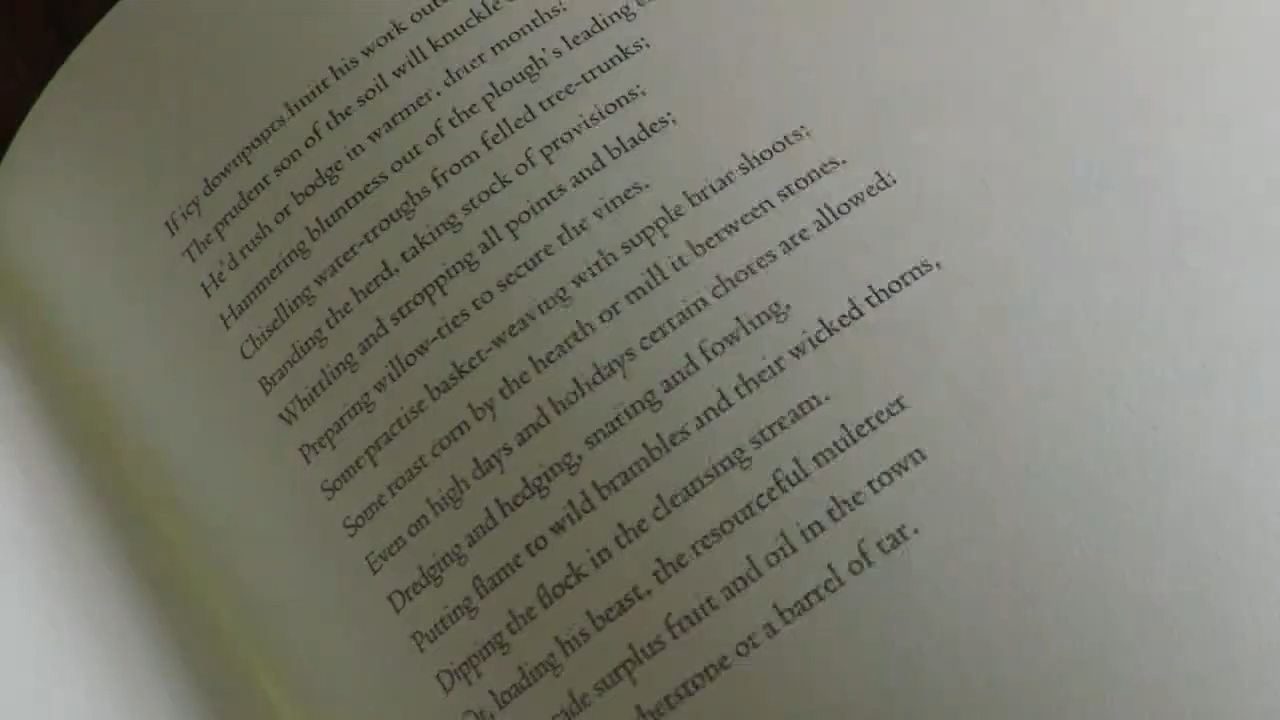 If icy downpours limit his work
The prudent son of the soil will knuckle
He'd rush or bodge in warmer, drier months:
Hammering bluntness out of the plough's leading
Chiselling water-troughs from felled tree-trunks;
Branding the herd, taking stock of provisions;
Whittling and stropping all points and blades;
Preparing willow-ties to secure the vines.
Some practise basket-weaving with supple briar shoots;
Some roast corn by the hearth or mill it between stones.
Even on high days and holidays certain chores are allowed:
Dredging and hedging, snaring and fowling,
Putting flame to wild brambles and their wicked thorns,
Dipping the flock in the cleansing stream.
Or, loading his beast, the resourceful muleteer
surplus fruit and oil in the town
or a barrel of tar.